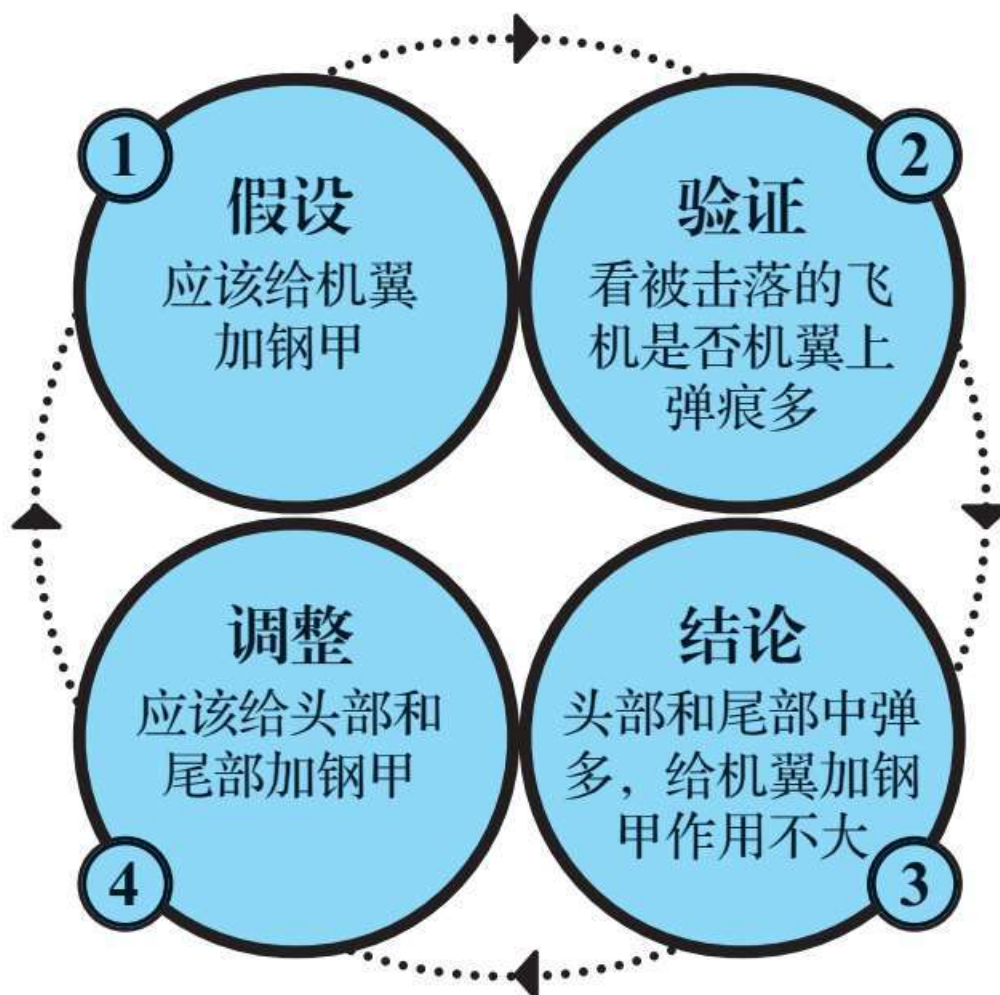 1
假设
应该给机翼
加钢甲
2
验证
看被击落的飞
机是否机翼上
弹痕多
3
结论
头部和尾部中弹
多，给机翼加钢
甲作用不大
4
调整
应该给头部和
尾部加钢甲